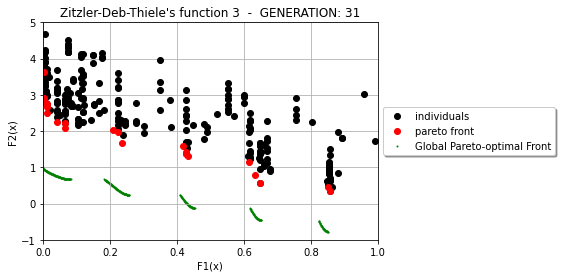 Zitzler-Deb-Thiele's function 3 - GENERATION: 31
5
4
3
2
1
0
−1
F2(x)
0.0 0.2 0.4 0.6 0.8 1.0
F1(x)
individuals
pareto front
Global Pareto-optimal Front